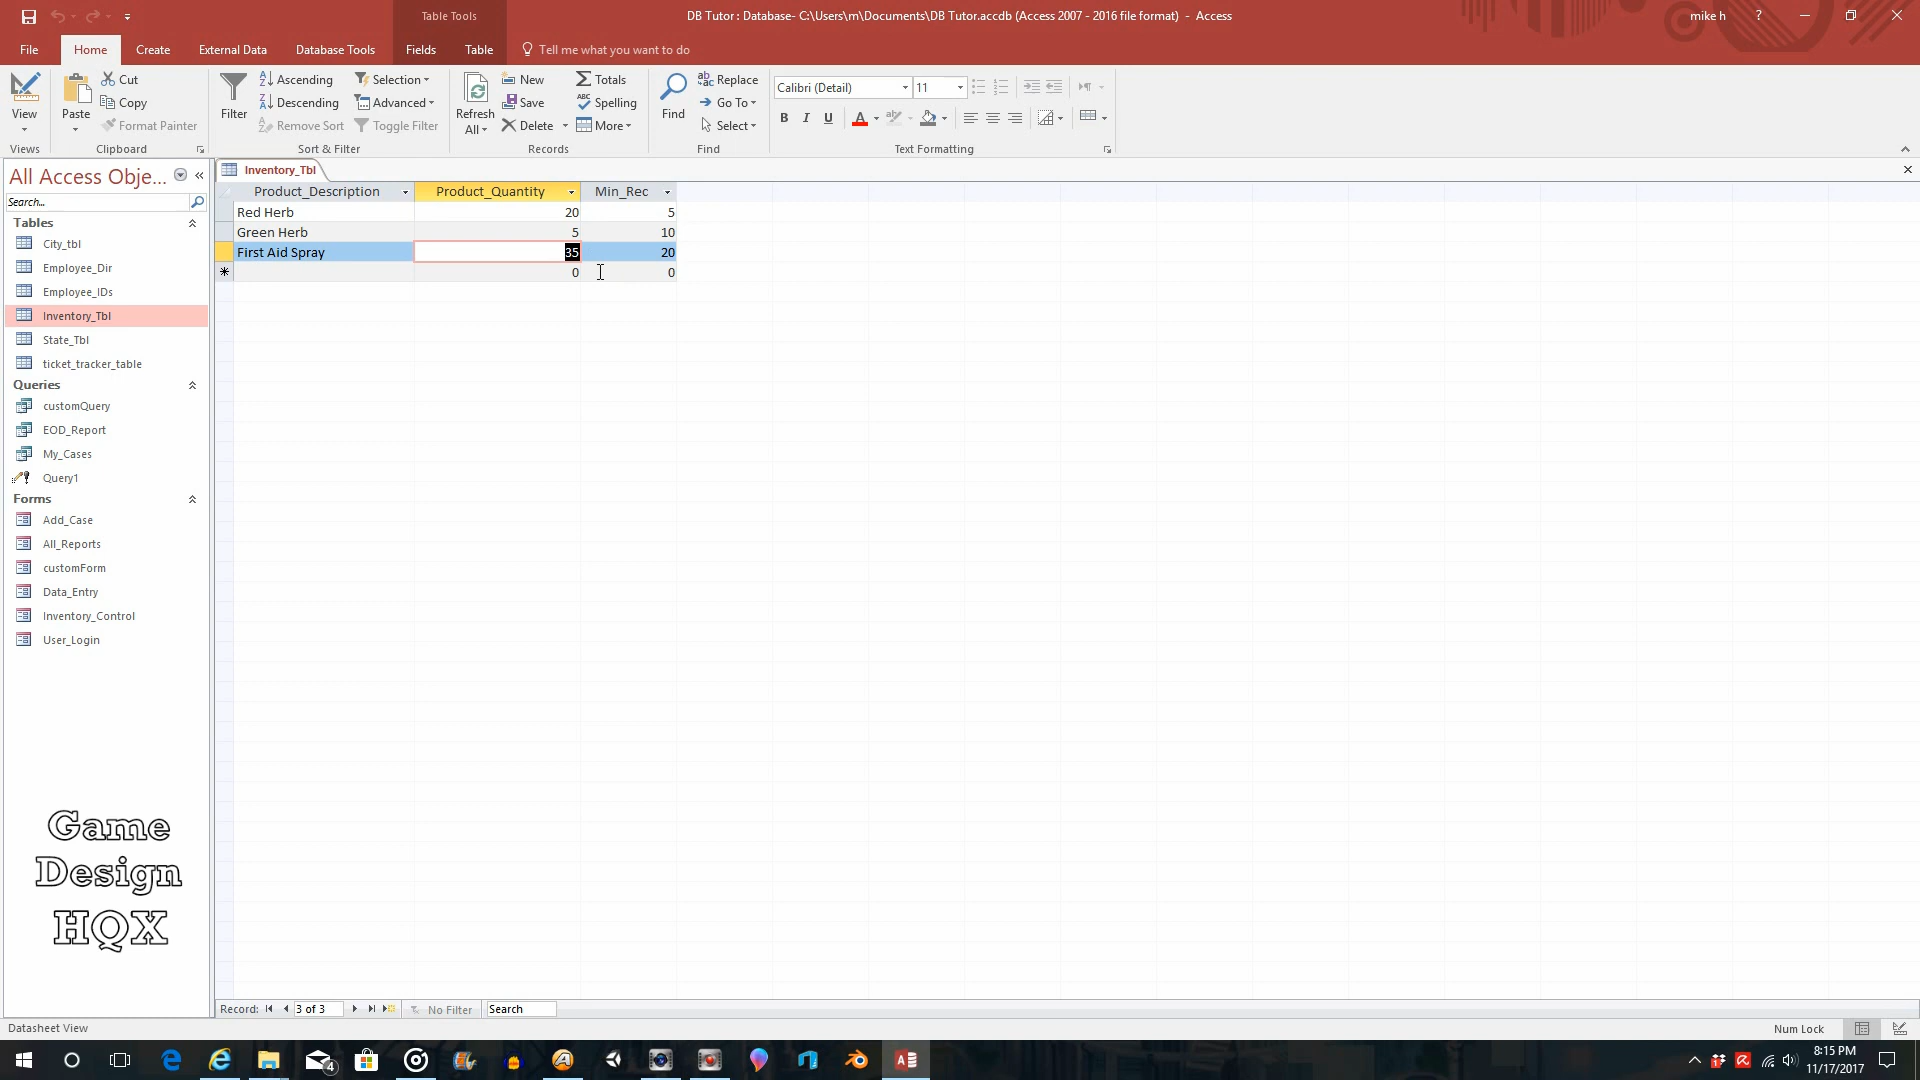 Table Tools
DB Tutor : Database- C:\Users\m\Documents\DB Tutor.accdb (Access 2007 - 2016 file format) - Access
mike h
?
File
Home
Create
External Data
Database Tools
Fields
Table
Tell me what you want to do
View
Views
Paste
Cut
Copy
Format Painter
Clipboard
Filter
Ascending
Descending
Remove Sort
Selection
Advanced
Toggle Filter
Sort & Filter
Refresh
All
New
Save
Delete
Totals
Spelling
More
Records
Find
Replace
Go To
Select
Find
Calibri (Detail)
11
B I U
Text Formatting
All Access Obje...
Search...
Tables
City_tbl
Employee_Dir
Employee_IDs
Inventory_Tbl
State_Tbl
ticket_tracker_table
Queries
customQuery
EOD_Report
My_Cases
Query1
Forms
Add_Case
All_Reports
customForm
Data_Entry
Inventory_Control
User_Login
Game
Design
HQX
Inventory_Tbl
Product_Description Product_Quantity Min_Rec
Red Herb 20 5
Green Herb 5 10
First Aid Spray 35 20
* 0 0
Record: 3 of 3 No Filter Search
Datasheet View
Num Lock
4
8:15 PM
11/17/2017